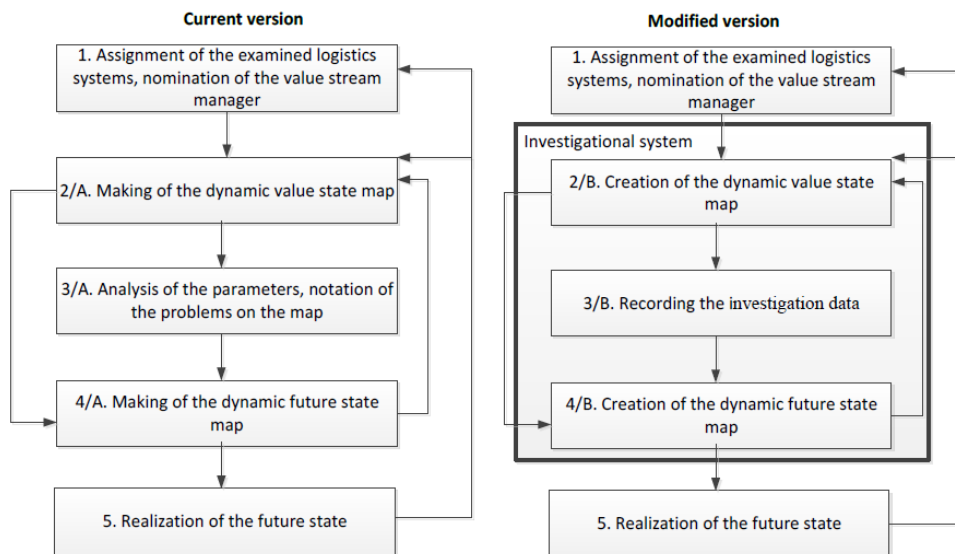 Current version
1. Assignment of the examined logistics
systems, nomination of the value stream
manager
2/A. Making of the dynamic value state map
3/A. Analysis of the parameters, notation of
the problems on the map
4/A. Making of the dynamic future state
map
5. Realization of the future state
Modified version
1. Assignment of the examined logistics
systems, nomination of the value stream
manager
Investigational system
2/B. Creation of the dynamic value state
map
3/B. Recording the investigation data
4/B. Creation of the dynamic future state
map
5. Realization of the future state